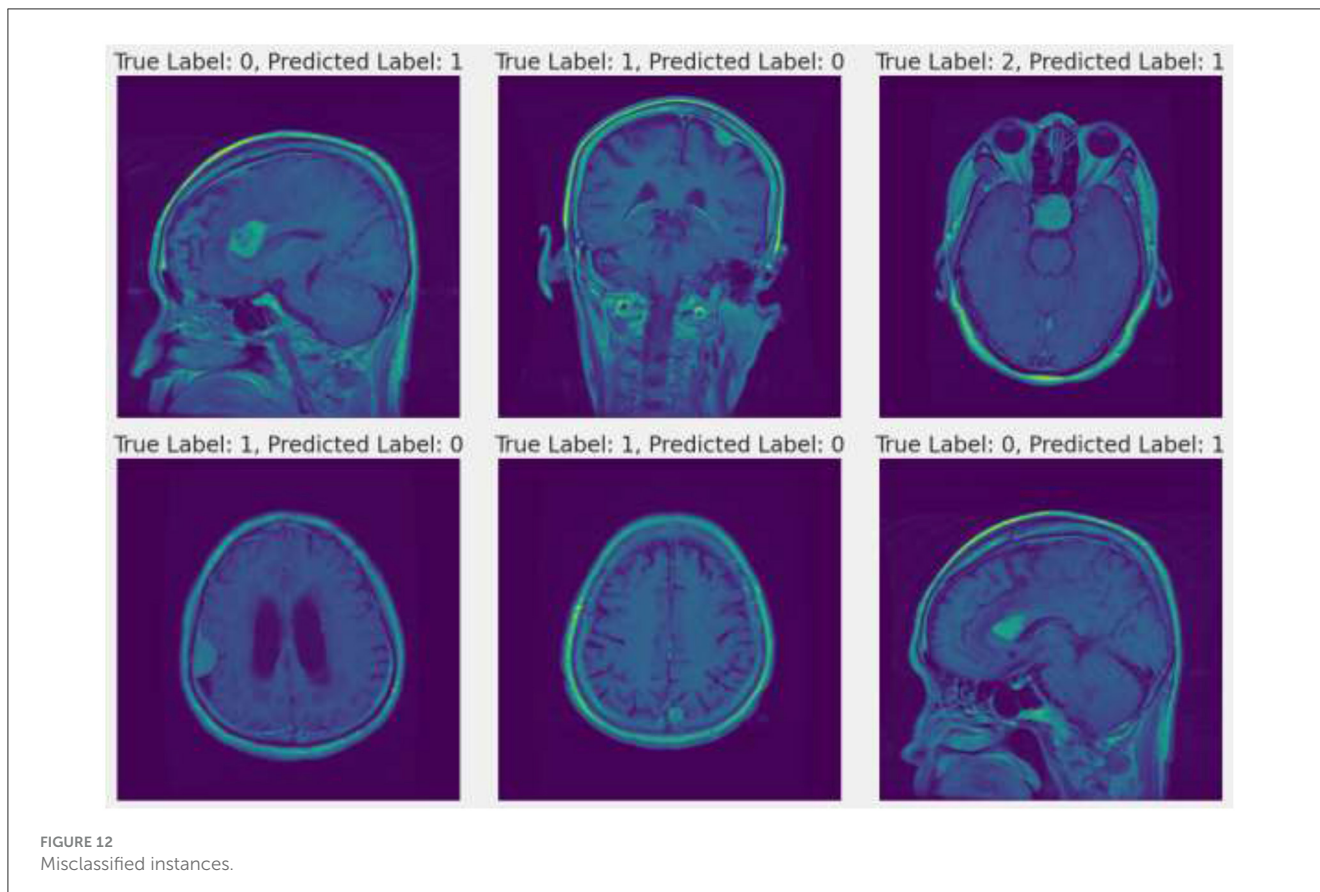 True Label: 0, Predicted Label: 1
True Label: 1, Predicted Label: 0
True Label: 2, Predicted Label: 1
True Label: 1, Predicted Label: 0
True Label: 1, Predicted Label: 0
True Label: 0, Predicted Label: 1
FIGURE 12
Misclassified instances.